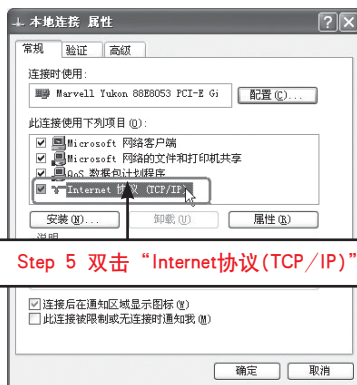 本地连接 属性
常规 验证 高级
连接时使用:
Marvell Yukon 88E8053 PCI-E Gi 配置(C)...
此连接使用下列项目(O):
Microsoft 网络客户端
Microsoft 网络的文件和打印机共享
QoS 数据包计划程序
Internet 协议 (TCP/IP)
安装(N)... 卸载(U) 属性(R)
说明
Step 5 双击“Internet协议(TCP/IP)”
连接后在通知区域显示图标(W)
此连接被限制或无连接时通知我(M)
确定 取消